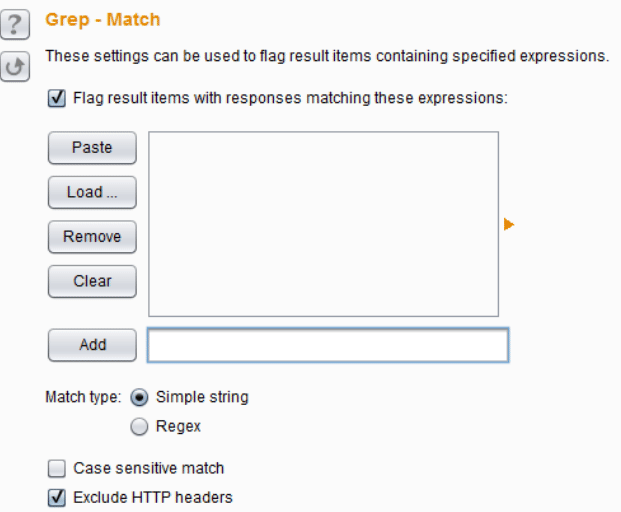 ?
Grep - Match
These settings can be used to flag result items containing specified expressions.
Flag result items with responses matching these expressions:
Paste
Load ...
Remove
Clear
Add
Match type: Simple string
Regex
Case sensitive match
Exclude HTTP headers